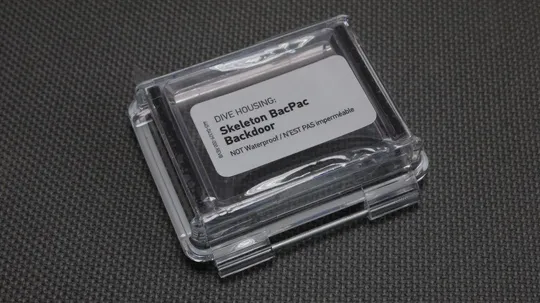 DIVE HOUSING:
Skeleton BacPac
Backdoor
NOT Waterproof / N'EST PAS imperméable